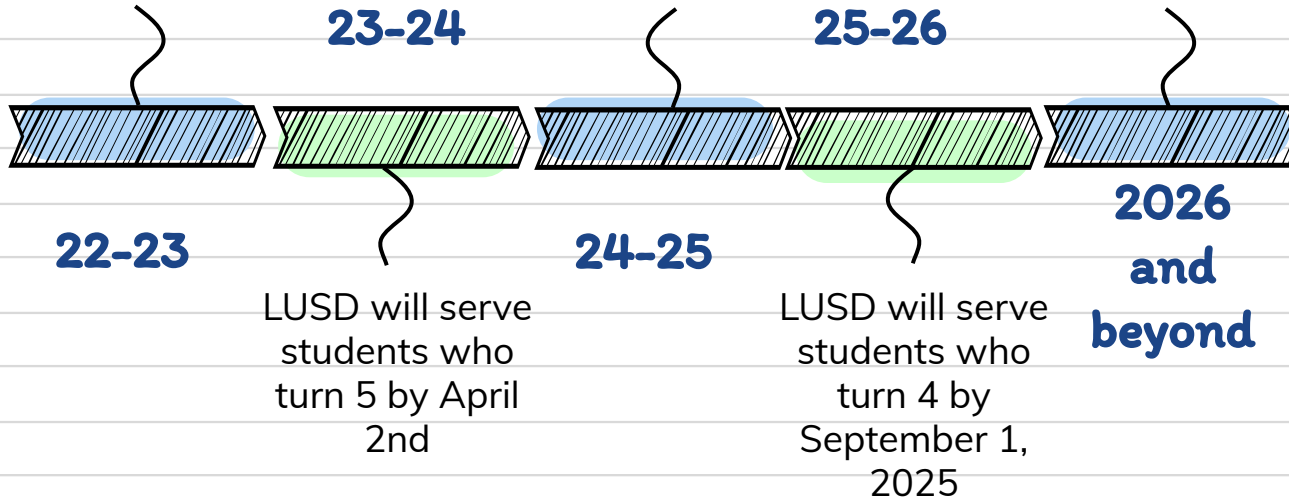 23-24
25-26
22-23
24-25
2026
and
beyond
LUSD will serve
students who
turn 5 by April
2nd
LUSD will serve
students who
turn 4 by
September 1,
2025